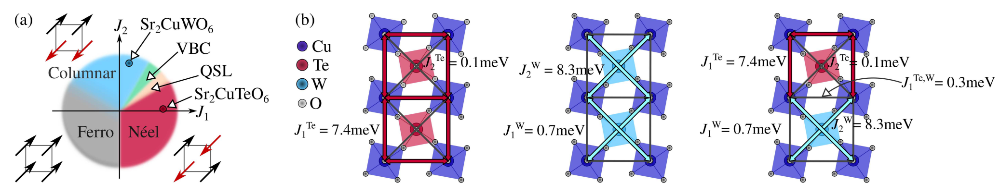 (a)
J₂
Sr₂CuWO₆
VBC
QSL
Sr₂CuTeO₆
J₁
Columnar
Ferro
Néel
(b)
Cu
Te
W
O
J₂ᵀᵉ = 0.1meV
J₁ᵀᵉ = 7.4meV
J₂ᵂ = 8.3meV
J₁ᵂ = 0.7meV
J₁ᵀᵉ = 7.4meV
J₂ᵀᵉ = 0.1meV
J₁ᵀᵉ,ᵂ = 0.3meV
J₁ᵂ = 0.7meV
J₂ᵂ = 8.3meV